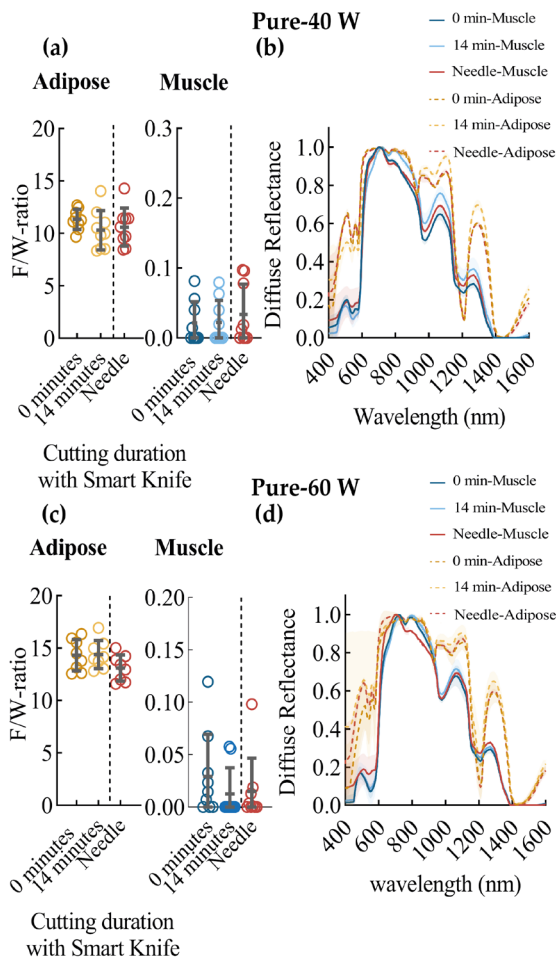 Pure-40 W
(a)
(b)
Adipose
Muscle
F/W-ratio
20
15
10
5
0
0.3
0.2
0.1
0.0
0 minutes
14 minutes
Needle
0 minutes
14 minutes
Needle
Cutting duration
with Smart Knife
0 min-Muscle
14 min-Muscle
Needle-Muscle
0 min-Adipose
14 min-Adipose
Needle-Adipose
Diffuse Reflectance
1.0
0.8
0.6
0.4
0.2
0.0
400
600
800
1000
1200
1400
1600
Wavelength (nm)
Pure-60 W
(c)
(d)
Adipose
Muscle
F/W-ratio
20
15
10
5
0
0.20
0.15
0.10
0.05
0.00
0 minutes
14 minutes
Needle
0 minutes
14 minutes
Needle
Cutting duration
with Smart Knife
0 min-Muscle
14 min-Muscle
Needle-Muscle
0 min-Adipose
14 min-Adipose
Needle-Adipose
Diffuse Reflectance
1.0
0.8
0.6
0.4
0.2
0.0
400
600
800
1000
1200
1400
1600
wavelength (nm)